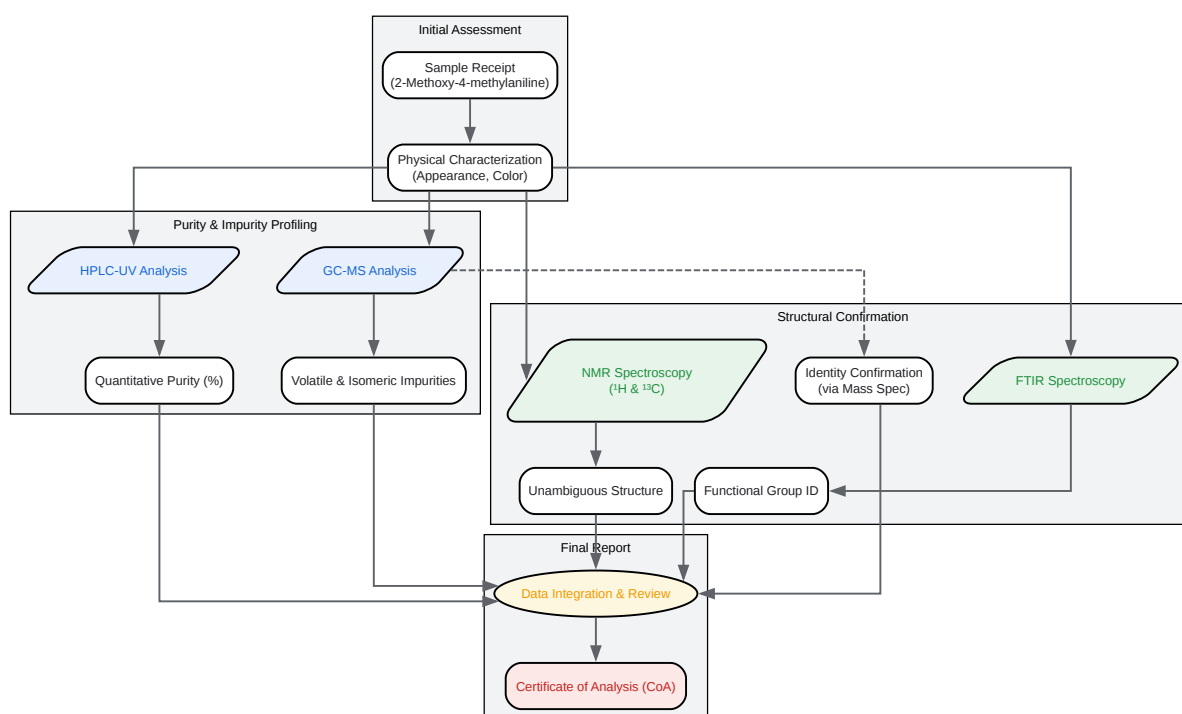 Initial Assessment
Sample Receipt
(2-Methoxy-4-methylaniline)
Physical Characterization
(Appearance, Color)
Purity & Impurity Profiling
HPLC-UV Analysis
GC-MS Analysis
Quantitative Purity (%)
Volatile & Isomeric Impurities
Structural Confirmation
NMR Spectroscopy
(¹H & ¹³C)
Identity Confirmation
(via Mass Spec)
FTIR Spectroscopy
Unambiguous Structure
Functional Group ID
Final Report
Data Integration & Review
Certificate of Analysis (CoA)